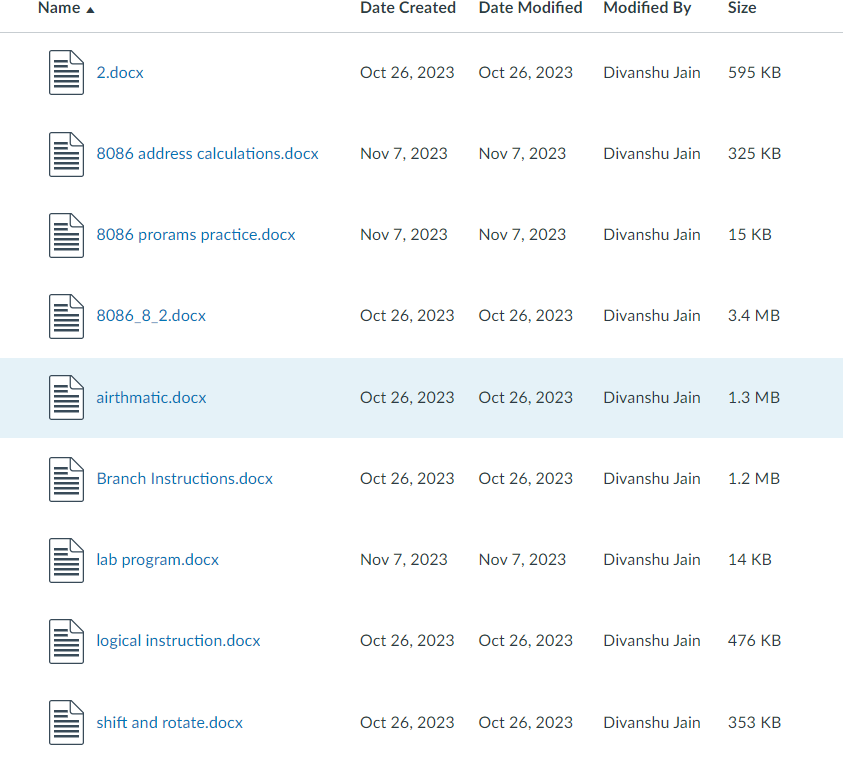 Name ▲ Date Created Date Modified Modified By Size
2.docx Oct 26, 2023 Oct 26, 2023 Divanshu Jain 595 KB
8086 address calculations.docx Nov 7, 2023 Nov 7, 2023 Divanshu Jain 325 KB
8086 prorams practice.docx Nov 7, 2023 Nov 7, 2023 Divanshu Jain 15 KB
8086_8_2.docx Oct 26, 2023 Oct 26, 2023 Divanshu Jain 3.4 MB
airthmatic.docx Oct 26, 2023 Oct 26, 2023 Divanshu Jain 1.3 MB
Branch Instructions.docx Oct 26, 2023 Oct 26, 2023 Divanshu Jain 1.2 MB
lab program.docx Nov 7, 2023 Nov 7, 2023 Divanshu Jain 14 KB
logical instruction.docx Oct 26, 2023 Oct 26, 2023 Divanshu Jain 476 KB
shift and rotate.docx Oct 26, 2023 Oct 26, 2023 Divanshu Jain 353 KB